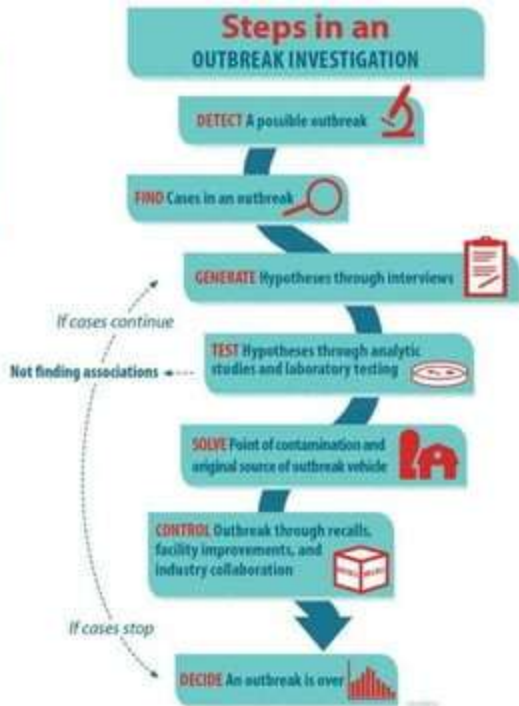 Steps in an
OUTBREAK INVESTIGATION
DETECT A possible outbreak
FIND Cases in an outbreak
GENERATE Hypotheses through interviews
If cases continue
TEST Hypotheses through analytic
studies and laboratory testing
Not finding associations
SOLVE Point of contamination and
original source of outbreak vehicle
CONTROL Outbreak through recalls,
facility improvements, and
industry collaboration
If cases stop
DECIDE An outbreak is over